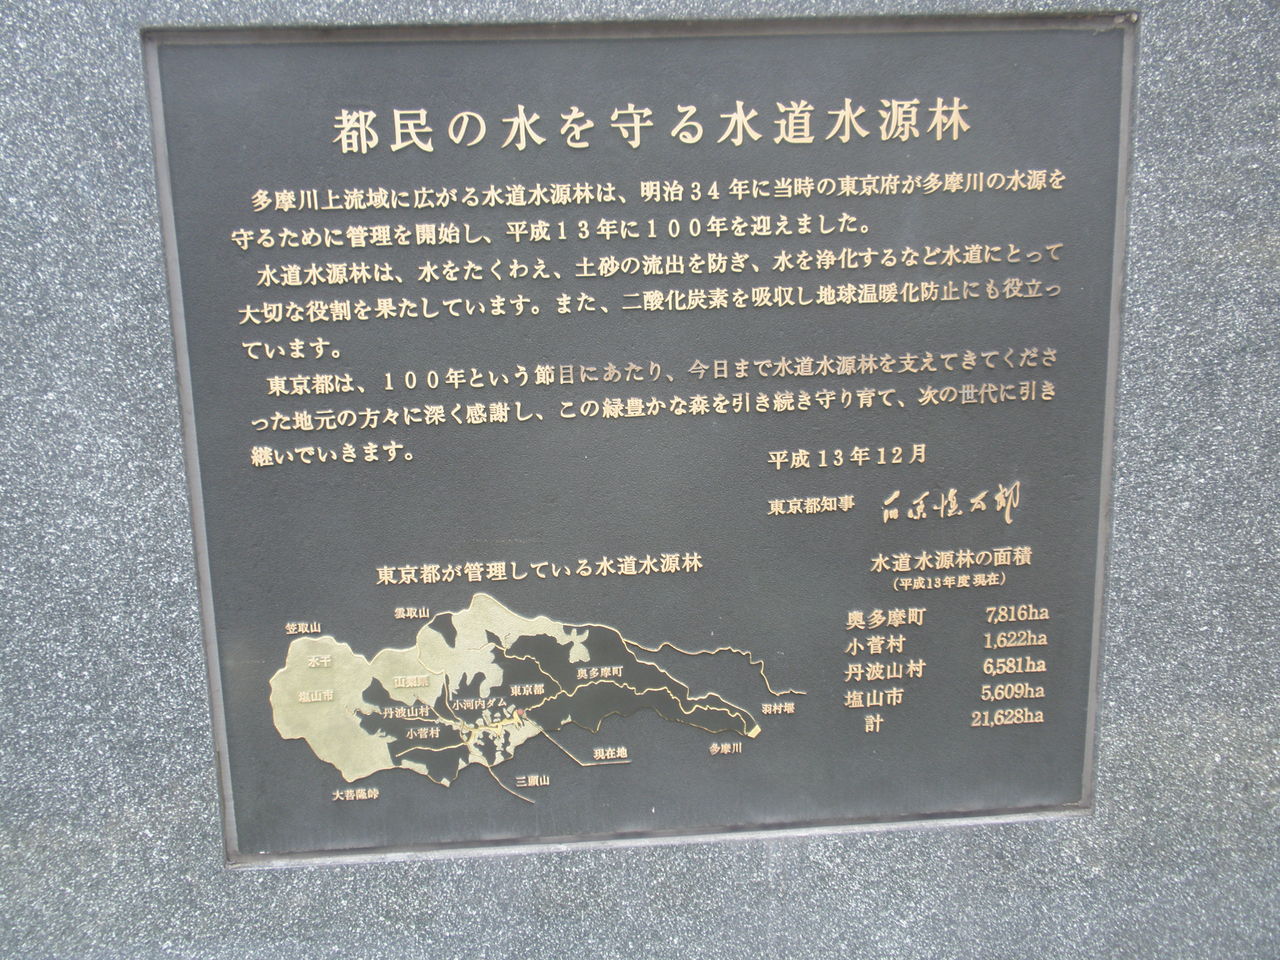 都民の水を守る水道水源林
多摩川上流域に広がる水道水源林は、明治34年に当時の東京府が多摩川の水源を
守るために管理を開始し、平成13年に100年を迎えました。
水道水源林は、水をたくわえ、土砂の流出を防ぎ、水を浄化するなど水道にとって
大切な役割を果たしています。また、二酸化炭素を吸収し地球温暖化防止にも役立っ
ています。
東京都は、100年という節目にあたり、今日まで水道水源林を支えてきてくださ
った地元の方々に深く感謝し、この緑豊かな森を引き続き守り育て、次の世代に引き
継いでいきます。
平成13年12月
東京都知事 石原慎太郎
東京都が管理している水道水源林
雲取山
笠取山
水干
塩山市
山梨県
丹波山村
小菅村
小河内ダム
東京都
奥多摩町
羽村堰
多摩川
現在地
三頭山
大菩薩峠
水道水源林の面積
(平成13年度現在)
奥多摩町 7,816ha
小菅村 1,622ha
丹波山村 6,581ha
塩山市 5,609ha
計 21,628ha